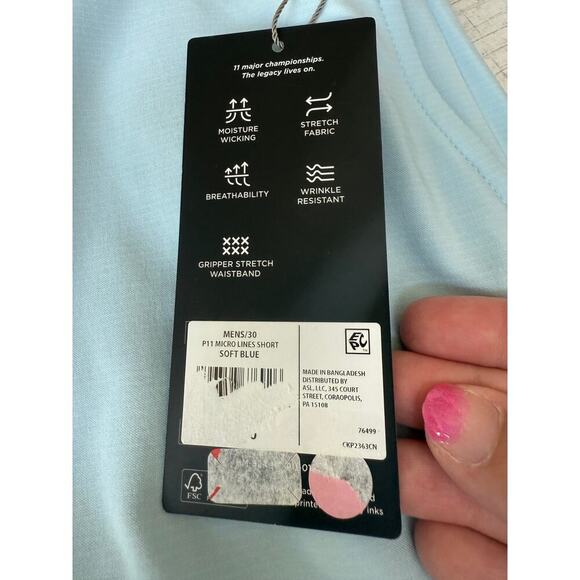 11 major championships.
The legacy lives on.
MOISTURE
WICKING
STRETCH
FABRIC
BREATHABILITY
WRINKLE
RESISTANT
GRIPPER STRETCH
WAISTBAND
MENS/30
P11 MICRO LINES SHORT
SOFT BLUE
MADE IN BANGLADESH
DISTRIBUTED BY
ASL, LLC, 345 COURT
STREET, CORAOPOLIS,
PA 15108
76499
CKP2363CN
FSC
inks